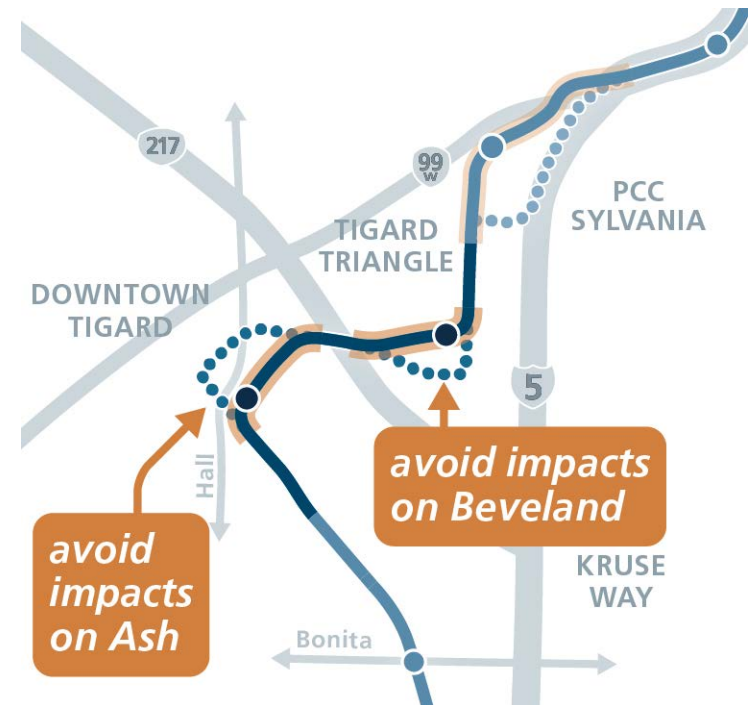 217
99
W
PCC
SYLVANIA
TIGARD
TRIANGLE
DOWNTOWN
TIGARD
5
avoid impacts
on Beveland
Hall
avoid
impacts
on Ash
KRUSE
WAY
Bonita